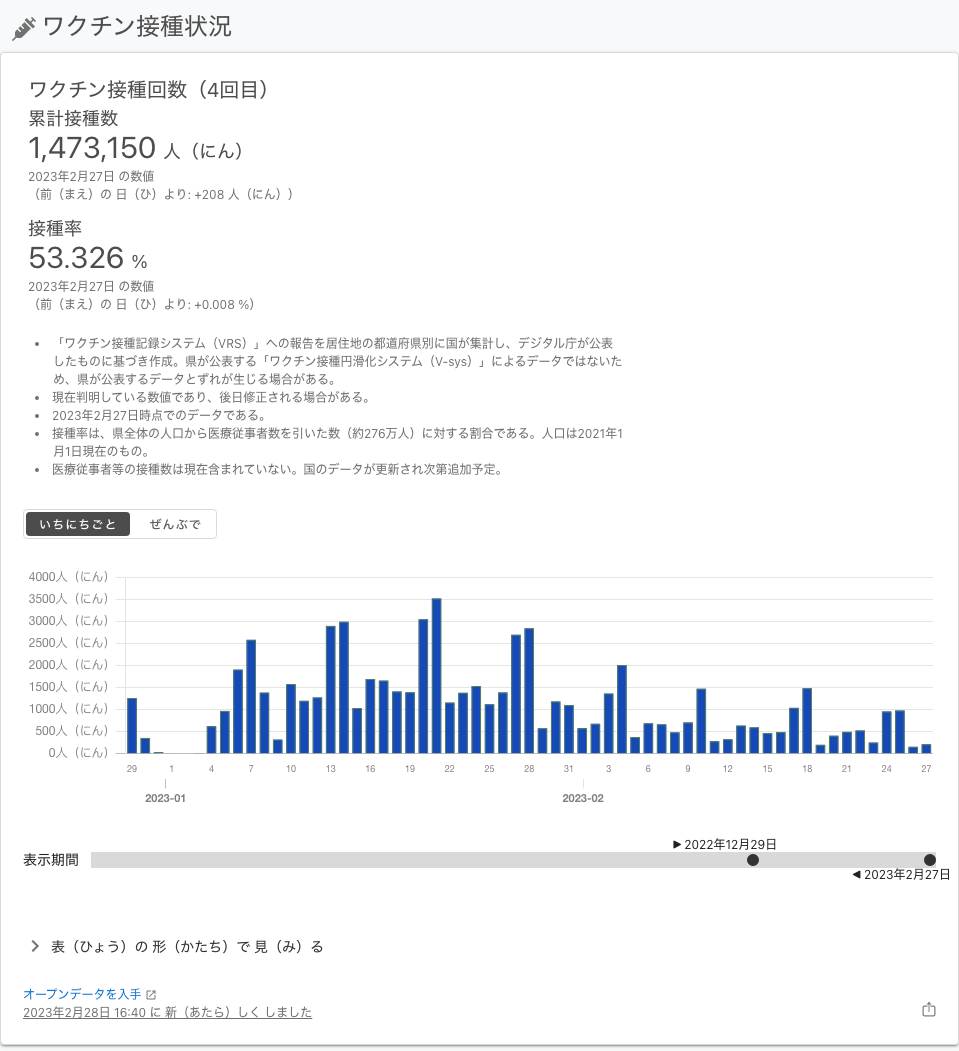 ワクチン接種状況
ワクチン接種回数（4回目）
累計接種数
1,473,150 人（にん）
2023年2月27日 の数値
（前（まえ）の 日（ひ）より: +208 人（にん））
接種率
53.326 %
2023年2月27日 の数値
（前（まえ）の 日（ひ）より: +0.008 %）
• 「ワクチン接種記録システム（VRS）」への報告を居住地の都道府県別に国が集計し、デジタル庁が公表
したものに基づき作成。県が公表する「ワクチン接種円滑化システム（V-sys）」によるデータではないた
め、県が公表するデータとずれが生じる場合がある。
• 現在判明している数値であり、後日修正される場合がある。
• 2023年2月27日時点でのデータである。
• 接種率は、県全体の人口から医療従事者数を引いた数（約276万人）に対する割合である。人口は2021年1
月1日現在のもの。
• 医療従事者等の接種数は現在含まれていない。国のデータが更新され次第追加予定。
いちにちごと ぜんぶで
4000人（にん）
3500人（にん）
3000人（にん）
2500人（にん）
2000人（にん）
1500人（にん）
1000人（にん）
500人（にん）
0人（にん）
29 1 4 7 10 13 16 19 22 25 28 31 3 6 9 12 15 18 21 24 27
2023-01 2023-02
▶ 2022年12月29日
表示期間
◀ 2023年2月27日
表（ひょう）の 形（かたち）で 見（み）る
オープンデータを入手
2023年2月28日 16:40 に 新（あたら）しく しました